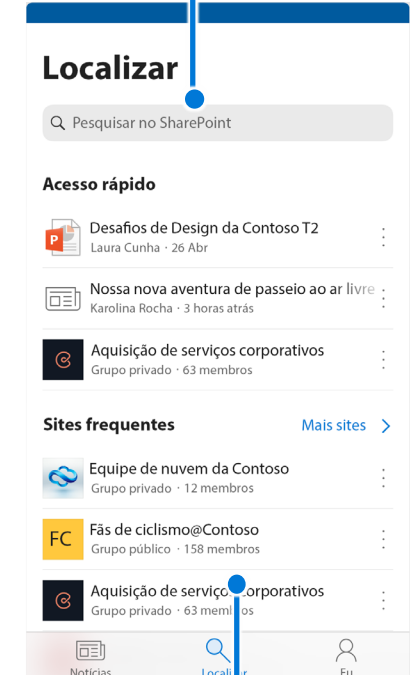 Localizar
Pesquisar no SharePoint
Acesso rápido
P
Desafios de Design da Contoso T2
Laura Cunha · 26 Abr
Nossa nova aventura de passeio ao ar livre
Karolina Rocha · 3 horas atrás
Aquisição de serviços corporativos
Grupo privado · 63 membros
Sites frequentes
Mais sites
Equipe de nuvem da Contoso
Grupo privado · 12 membros
FC
Fãs de ciclismo@Contoso
Grupo público · 158 membros
Aquisição de serviços corporativos
Grupo privado · 63 membros
Notícias Localizar Eu